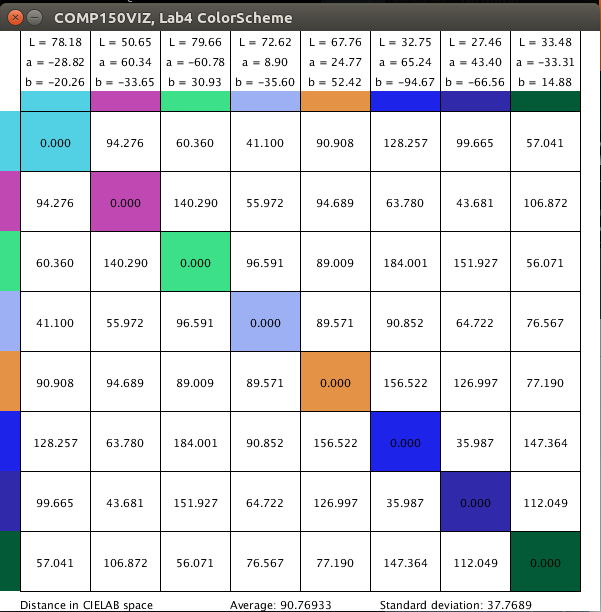 COMP150VIZ, Lab4 ColorScheme
L = 78.18 L = 50.65 L = 79.66 L = 72.62 L = 67.76 L = 32.75 L = 27.46 L = 33.48
a = -28.82 a = 60.34 a = -60.78 a = 8.90 a = 24.77 a = 65.24 a = 43.40 a = -33.31
b = -20.26 b = -33.65 b = 30.93 b = -35.60 b = 52.42 b = -94.67 b = -66.56 b = 14.88
0.000 94.276 60.360 41.100 90.908 128.257 99.665 57.041
94.276 0.000 140.290 55.972 94.689 63.780 43.681 106.872
60.360 140.290 0.000 96.591 89.009 184.001 151.927 56.071
41.100 55.972 96.591 0.000 89.571 90.852 64.722 76.567
90.908 94.689 89.009 89.571 0.000 156.522 126.997 77.190
128.257 63.780 184.001 90.852 156.522 0.000 35.987 147.364
99.665 43.681 151.927 64.722 126.997 35.987 0.000 112.049
57.041 106.872 56.071 76.567 77.190 147.364 112.049 0.000
Distance in CIELAB space Average: 90.76933 Standard deviation: 37.7689